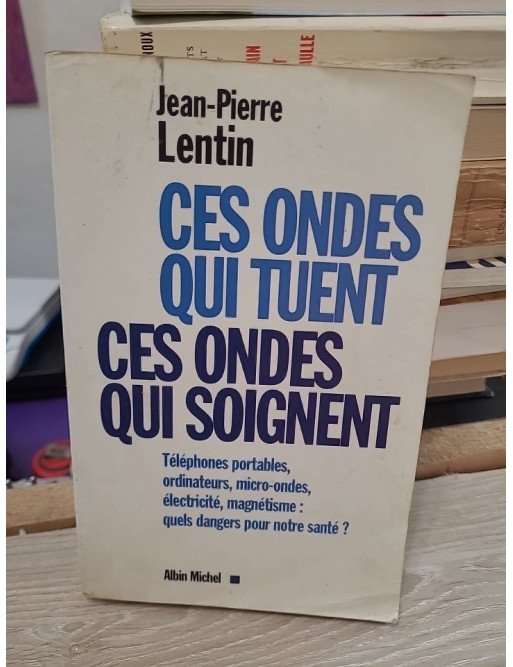 Jean-Pierre
Lentin
CES ONDES
QUI TUENT
CES ONDES
QUI SOIGNENT
Téléphones portables,
ordinateurs, micro-ondes,
électricité, magnétisme :
quels dangers pour notre santé ?
Albin Michel